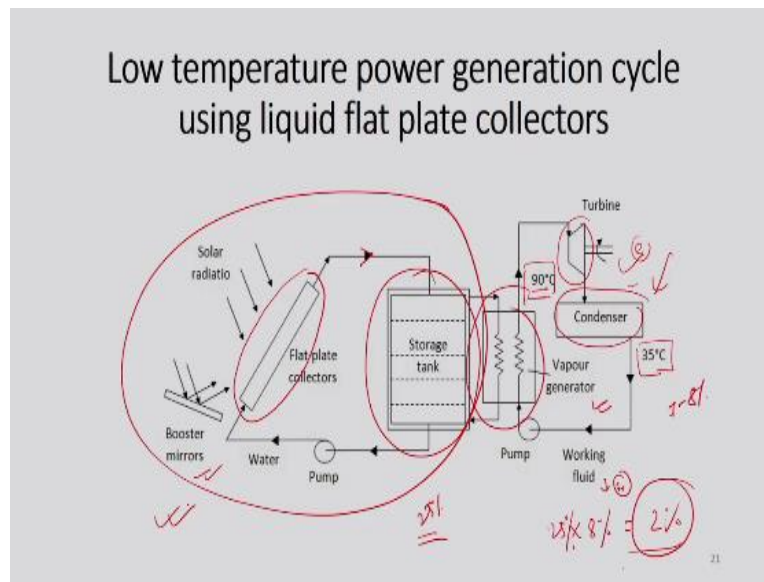 Low temperature power generation cycle
using liquid flat plate collectors
Turbine
Solar
radiatio
90°C
Condenser
Flat-plate
collectors
Storage
tank
35°C
Vapour
generator
Booster
mirrors
Water
Pump
Pump
Working
fluid
25%
25% x 8% = 2%
21